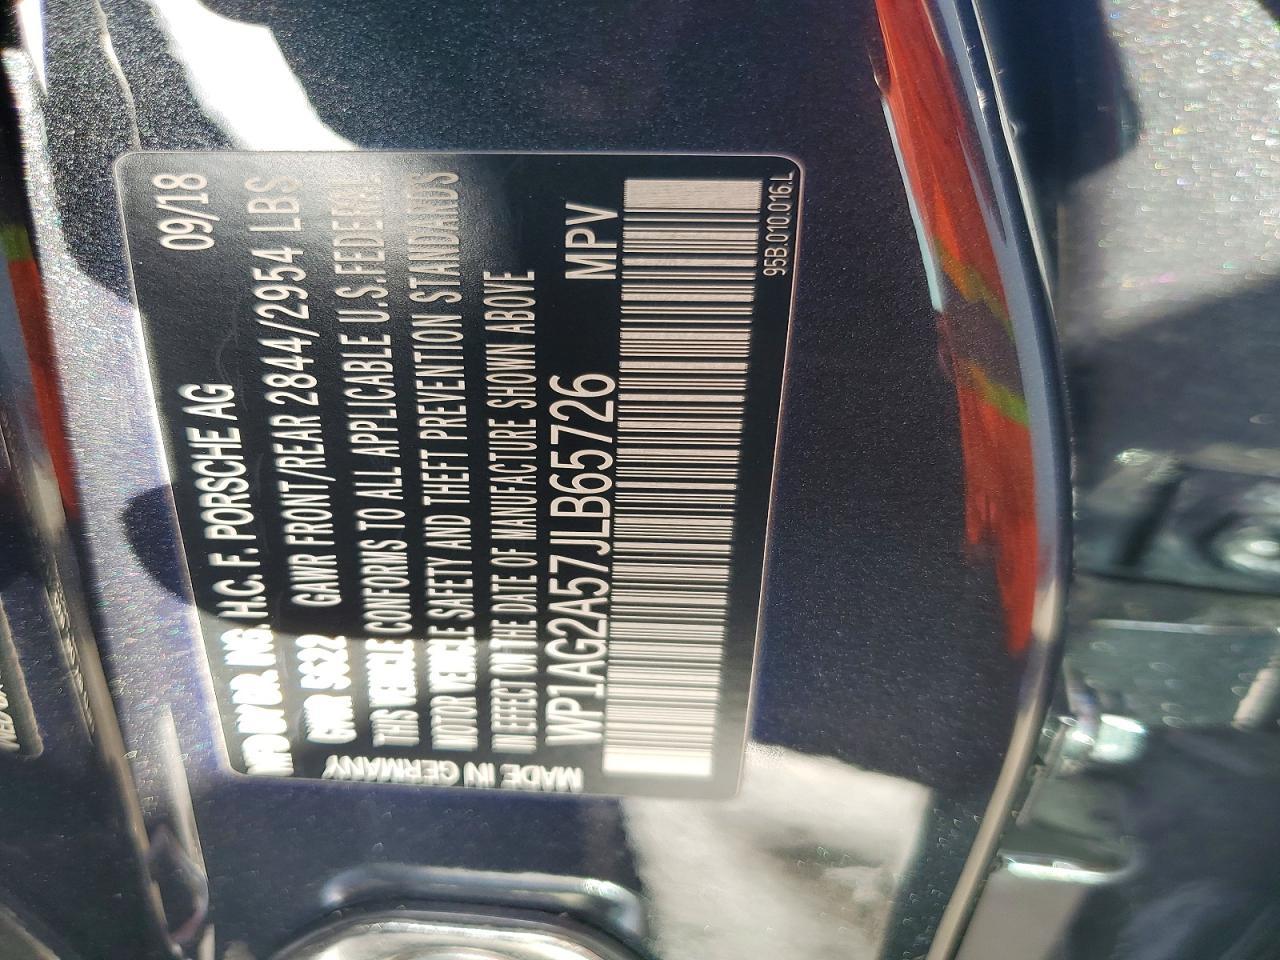 09/18
MFD BY DR. ING. H.C. F. PORSCHE AG
GVWR 5622 GAWR FRONT/REAR 2844/2954 LBS
THIS VEHICLE CONFORMS TO ALL APPLICABLE U.S.FEDERAL
MOTOR VEHICLE SAFETY AND THEFT PREVENTION STANDARDS
IN EFFECT ON THE DATE OF MANUFACTURE SHOWN ABOVE
WP1AG2A57JLB65726 MPV
MADE IN GERMANY
95B.010.016.L